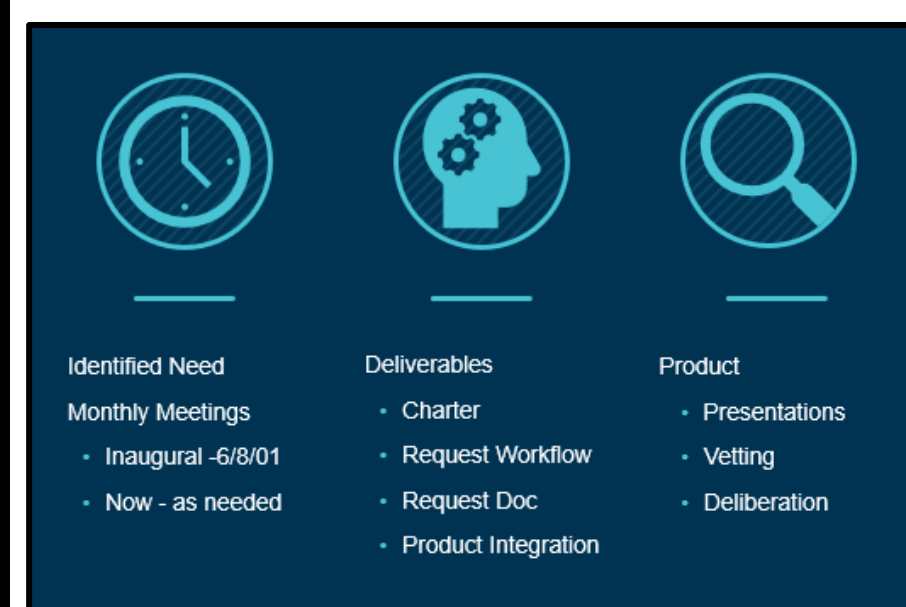 Identified Need
Monthly Meetings
• Inaugural -6/8/01
• Now - as needed
Deliverables
• Charter
• Request Workflow
• Request Doc
• Product Integration
Product
• Presentations
• Vetting
• Deliberation